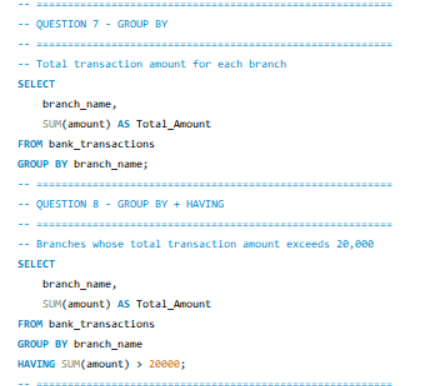 -- ==========================================================
-- QUESTION 7 - GROUP BY
-- ==========================================================
-- Total transaction amount for each branch
SELECT
branch_name,
SUM(amount) AS Total_Amount
FROM bank_transactions
GROUP BY branch_name;
-- ==========================================================
-- QUESTION 8 - GROUP BY + HAVING
-- ==========================================================
-- Branches whose total transaction amount exceeds 20,000
SELECT
branch_name,
SUM(amount) AS Total_Amount
FROM bank_transactions
GROUP BY branch_name
HAVING SUM(amount) > 20000;
-- ==========================================================